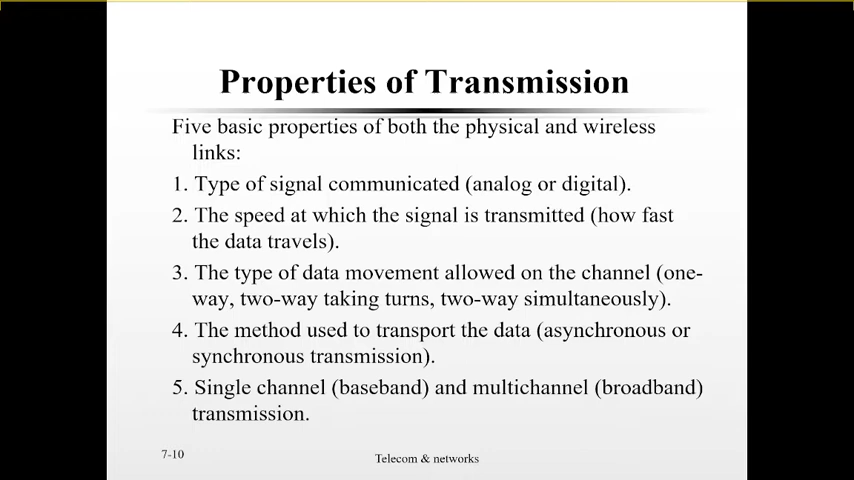 Properties of Transmission
Five basic properties of both the physical and wireless
links:
1. Type of signal communicated (analog or digital).
2. The speed at which the signal is transmitted (how fast
the data travels).
3. The type of data movement allowed on the channel (one-
way, two-way taking turns, two-way simultaneously).
4. The method used to transport the data (asynchronous or
synchronous transmission).
5. Single channel (baseband) and multichannel (broadband)
transmission.
7-10
Telecom & networks